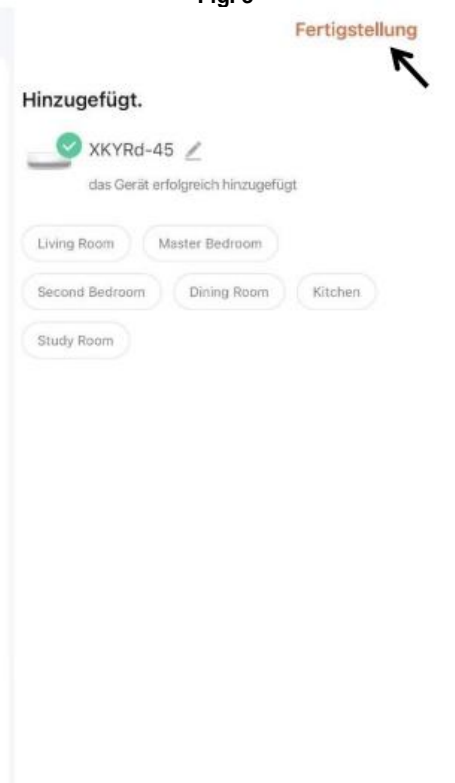 Fertigstellung
Hinzugefügt.
XKYRd-45
das Gerät erfolgreich hinzugefügt
Living Room Master Bedroom
Second Bedroom Dining Room Kitchen
Study Room